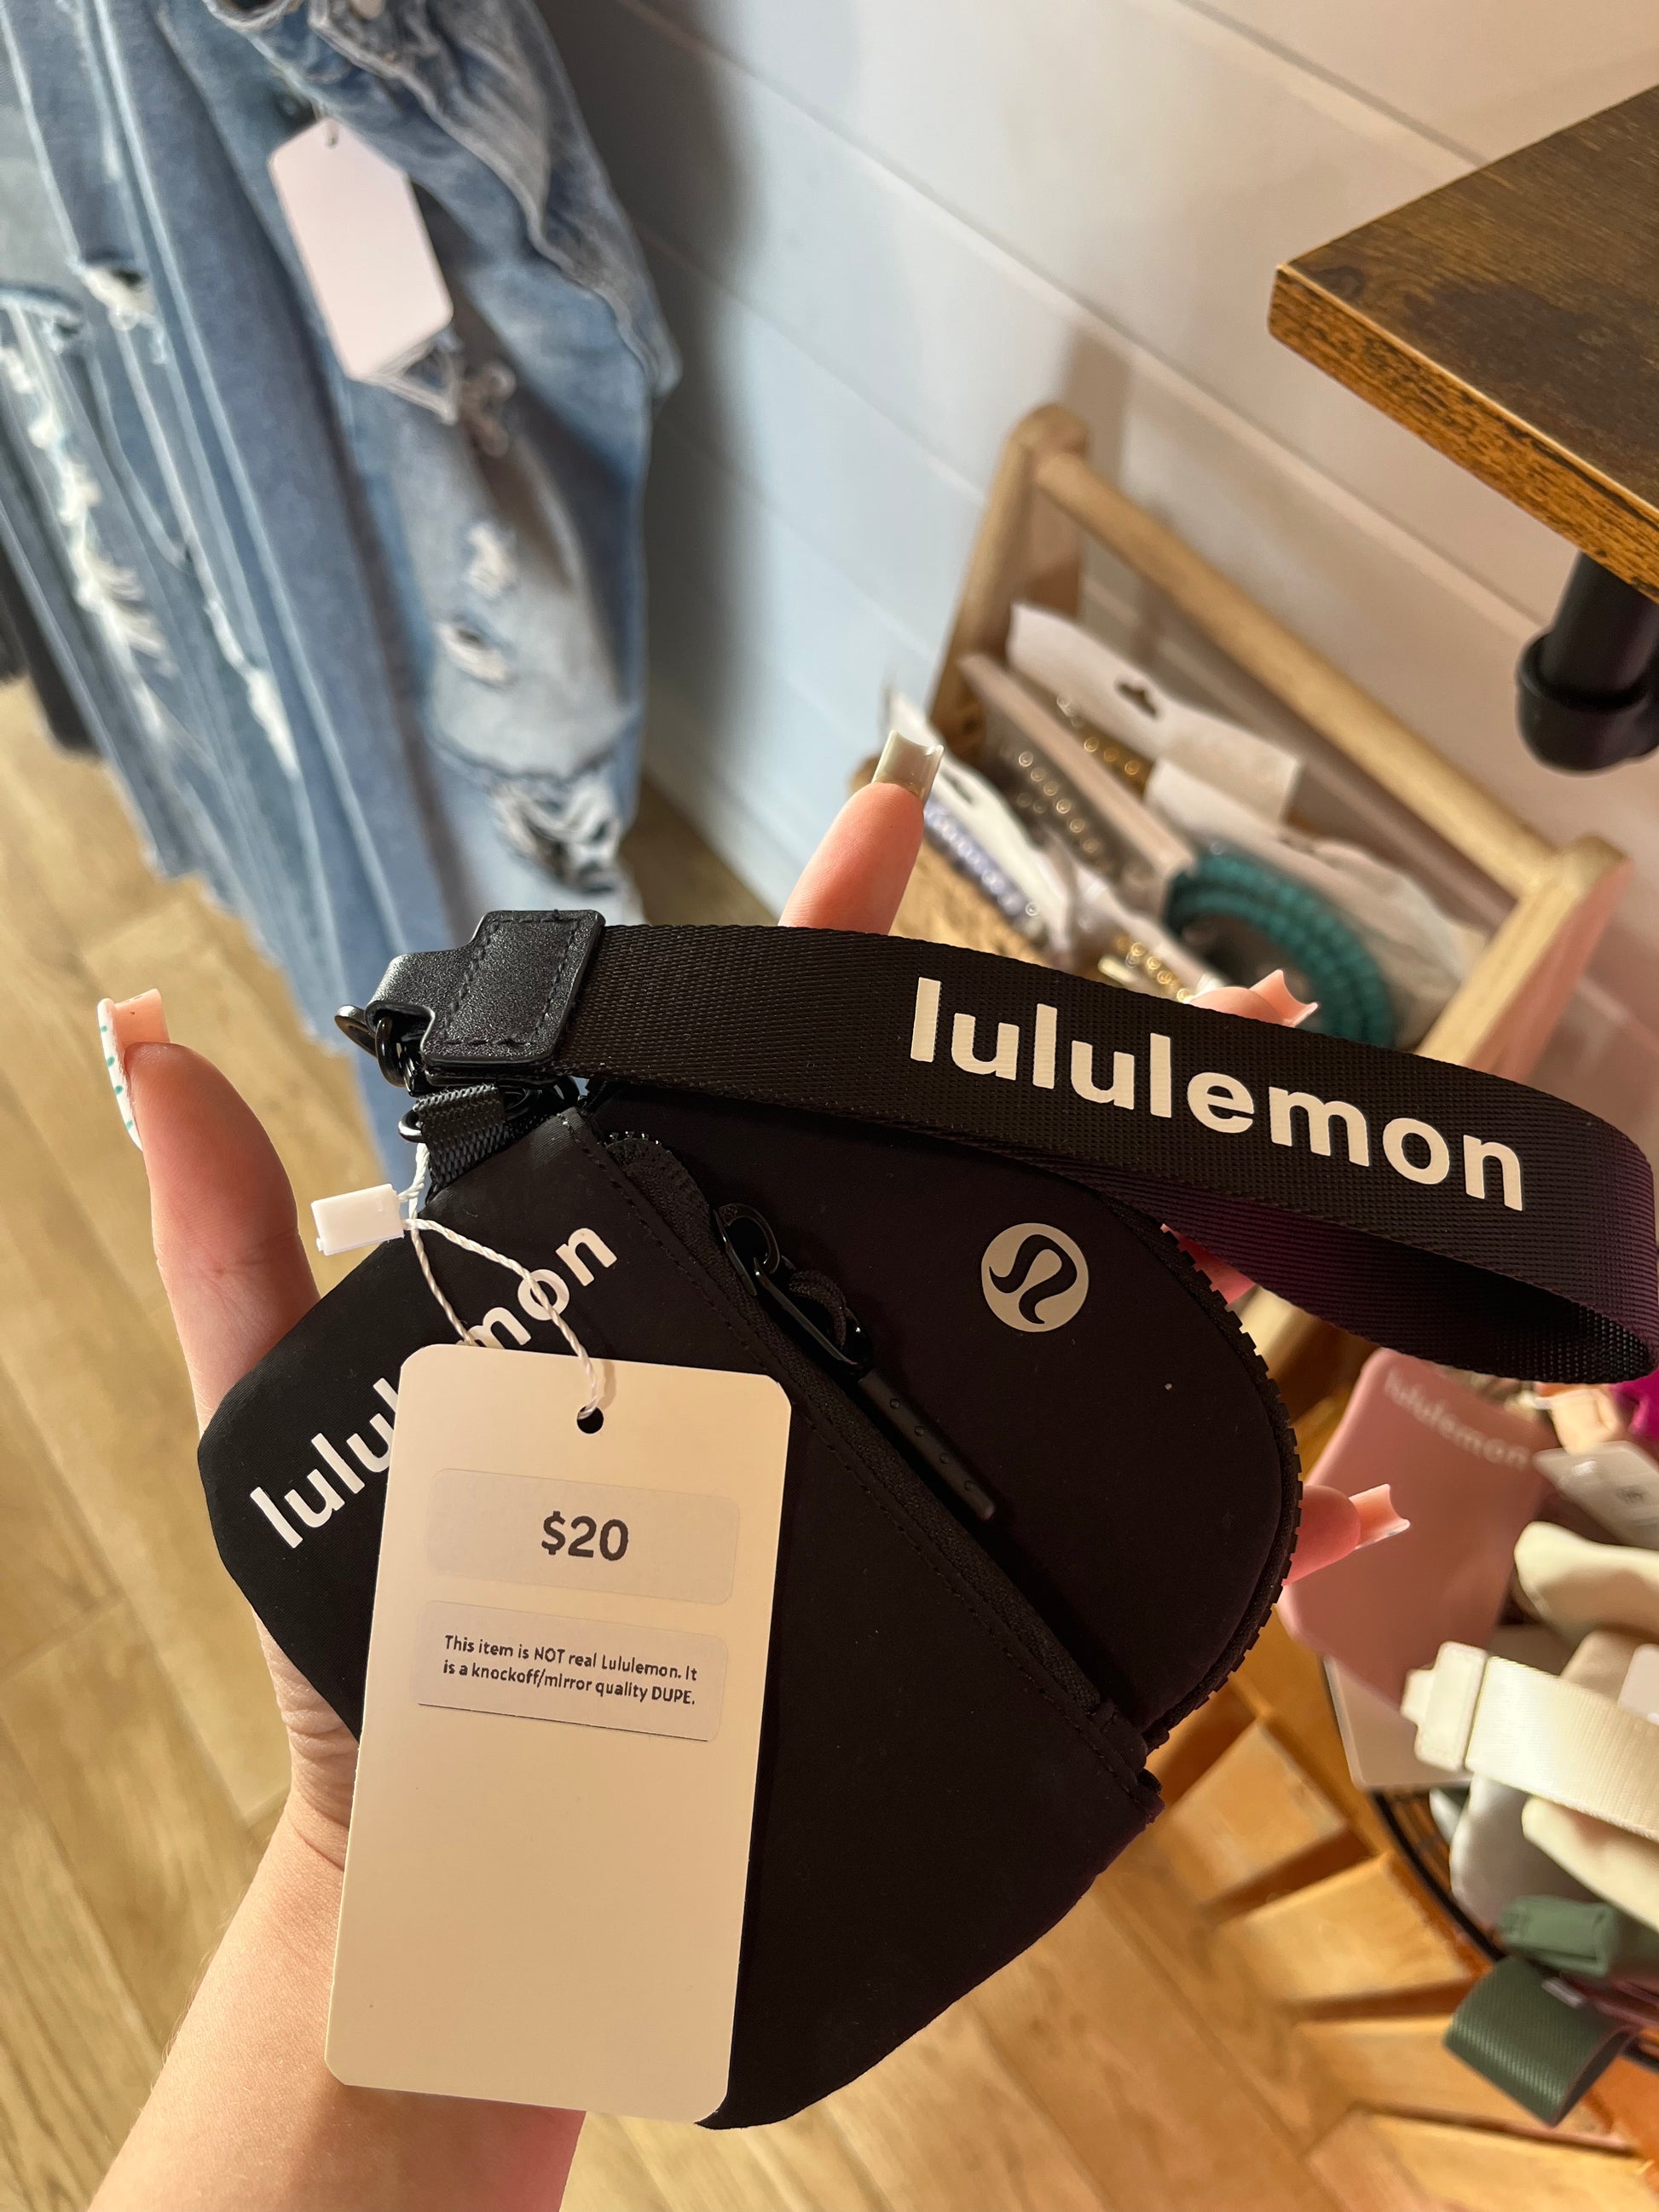 lululemon
lululemon
$20
This item is NOT real Lululemon. It
is a knockoff/mirror quality DUPE.
lululemon